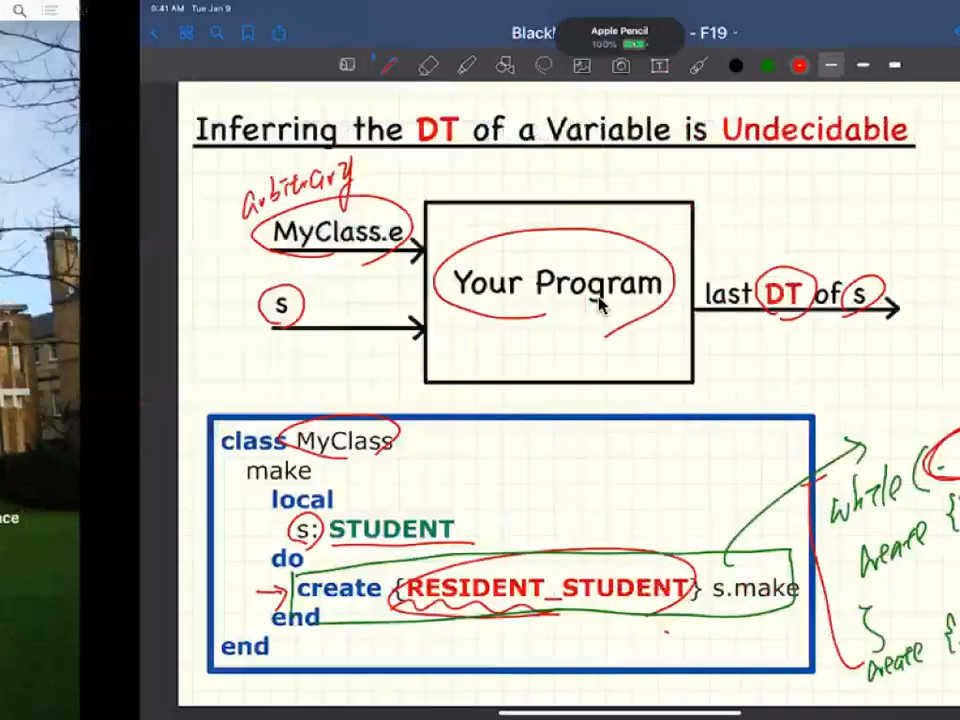 9:41 AM Tue Jan 9
Apple Pencil
100%
- F19
Inferring the DT of a Variable is Undecidable
arbitrary
MyClass.e
s
Your Program
last DT of s
class MyClass
make
local
s: STUDENT
do
create {RESIDENT_STUDENT} s.make
end
end
while (
create {
}
create {